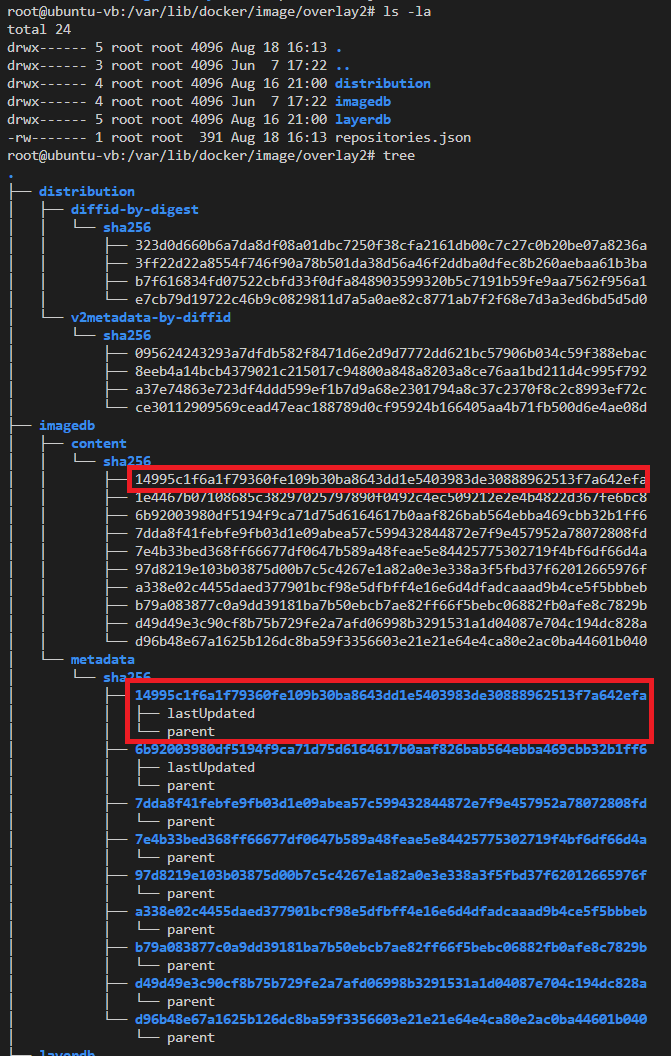 root@ubuntu-vb:/var/lib/docker/image/overlay2# ls -la
total 24
drwx------ 5 root root 4096 Aug 18 16:13 .
drwx------ 3 root root 4096 Jun  7 17:22 ..
drwx------ 4 root root 4096 Aug 16 21:00 distribution
drwx------ 4 root root 4096 Jun  7 17:22 imagedb
drwx------ 5 root root 4096 Aug 16 21:00 layerdb
-rw------- 1 root root  391 Aug 18 16:13 repositories.json
root@ubuntu-vb:/var/lib/docker/image/overlay2# tree
.
├── distribution
│   ├── diffid-by-digest
│   │   └── sha256
│   │       ├── 323d0d660b6a7da8df08a01dbc7250f38cfa2161db00c7c27c0b20be07a8236a
│   │       ├── 3ff22d22a8554f746f90a78b501da38d56a46f2ddba0dfec8b260aebaa61b3ba
│   │       ├── b7f616834fd07522cbfd33f0dfa848903599320b5c7191b59fe9aa7562f956a1
│   │       └── e7cb79d19722c46b9c0829811d7a5a0ae82c8771ab7f2f68e7d3a3ed6bd5d5d0
│   └── v2metadata-by-diffid
│       └── sha256
│           ├── 095624243293a7dfdb582f8471d6e2d9d7772dd621bc57906b034c59f388ebac
│           ├── 8eeb4a14bcb4379021c215017c94800a848a8203a8ce76aa1bd211d4c995f792
│           ├── a37e74863e723df4ddd599ef1b7d9a68e2301794a8c37c2370f8c2c8993ef72c
│           └── ce30112909569cead47eac188789d0cf95924b166405aa4b71fb500d6e4ae08d
├── imagedb
│   ├── content
│   │   └── sha256
│   │       ├── 14995c1f6a1f79360fe109b30ba8643dd1e5403983de30888962513f7a642efa
│   │       ├── 1e4467b07108685c38297025797890f0492c4ec509212e2e4b4822d367fe6bc8
│   │       ├── 6b92003980df5194f9ca71d75d6164617b0aaf826bab564ebba469cbb32b1ff6
│   │       ├── 7dda8f41febfe9fb03d1e09abea57c599432844872e7f9e457952a78072808fd
│   │       ├── 7e4b33bed368ff66677df0647b589a48feae5e84425775302719f4bf6df66d4a
│   │       ├── 97d8219e103b03875d00b7c5c4267e1a82a0e3e338a3f5fbd37f62012665976f
│   │       ├── a338e02c4455daed377901bcf98e5dfbff4e16e6d4dfadcaaad9b4ce5f5bbbeb
│   │       ├── b79a083877c0a9dd39181ba7b50ebcb7ae82ff66f5bebc06882fb0afe8c7829b
│   │       ├── d49d49e3c90cf8b75b729fe2a7afd06998b3291531a1d04087e704c194dc828a
│   │       └── d96b48e67a1625b126dc8ba59f3356603e21e21e64e4ca80e2ac0ba44601b040
│   └── metadata
│       └── sha256
│           ├── 14995c1f6a1f79360fe109b30ba8643dd1e5403983de30888962513f7a642efa
│           │   ├── lastUpdated
│           │   └── parent
│           ├── 6b92003980df5194f9ca71d75d6164617b0aaf826bab564ebba469cbb32b1ff6
│           │   ├── lastUpdated
│           │   └── parent
│           ├── 7dda8f41febfe9fb03d1e09abea57c599432844872e7f9e457952a78072808fd
│           │   └── parent
│           ├── 7e4b33bed368ff66677df0647b589a48feae5e84425775302719f4bf6df66d4a
│           │   └── parent
│           ├── 97d8219e103b03875d00b7c5c4267e1a82a0e3e338a3f5fbd37f62012665976f
│           │   └── parent
│           ├── a338e02c4455daed377901bcf98e5dfbff4e16e6d4dfadcaaad9b4ce5f5bbbeb
│           │   └── parent
│           ├── b79a083877c0a9dd39181ba7b50ebcb7ae82ff66f5bebc06882fb0afe8c7829b
│           │   └── parent
│           ├── d49d49e3c90cf8b75b729fe2a7afd06998b3291531a1d04087e704c194dc828a
│           │   └── parent
│           └── d96b48e67a1625b126dc8ba59f3356603e21e21e64e4ca80e2ac0ba44601b040
│               └── parent
├── layerdb